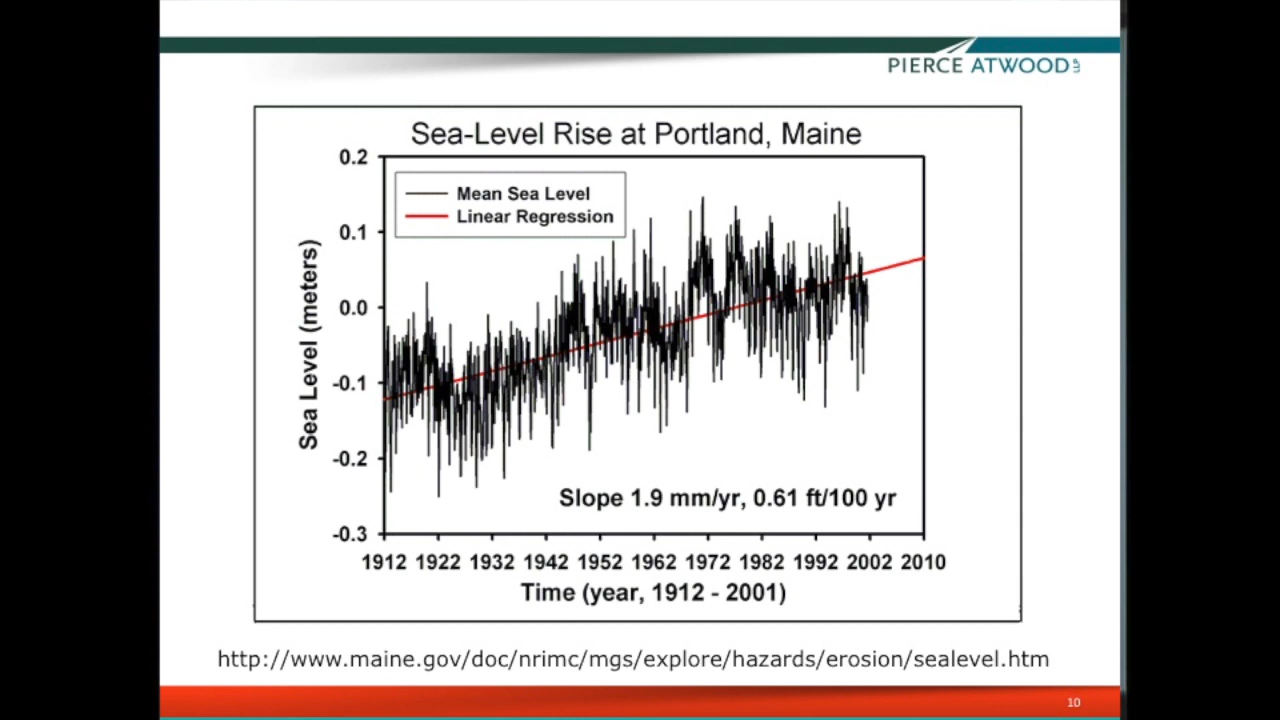 PIERCE ATWOOD LLP
Sea-Level Rise at Portland, Maine
0.2
Mean Sea Level
Linear Regression
0.1
0.0
-0.1
-0.2
-0.3
Sea Level (meters)
Slope 1.9 mm/yr, 0.61 ft/100 yr
1912 1922 1932 1942 1952 1962 1972 1982 1992 2002 2010
Time (year, 1912 - 2001)
http://www.maine.gov/doc/nrimc/mgs/explore/hazards/erosion/sealevel.htm
10